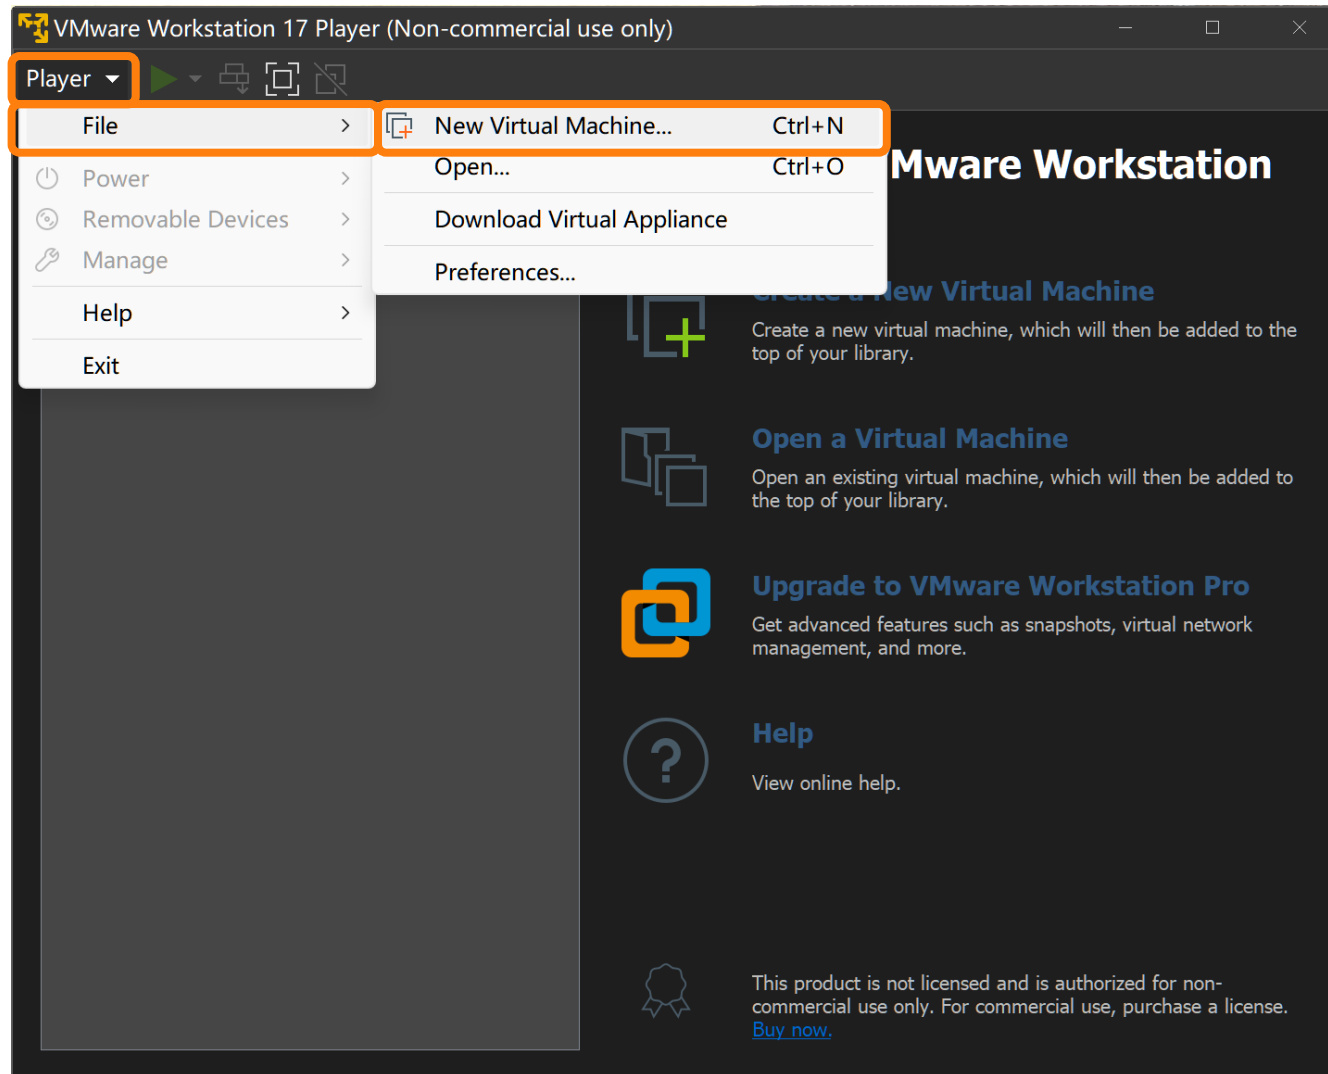 VMware Workstation 17 Player (Non-commercial use only)
Player
File
New Virtual Machine... Ctrl+N
Open... Ctrl+O
Download Virtual Appliance
Preferences...
Power
Removable Devices
Manage
Help
Exit
Mware Workstation
Create a New Virtual Machine
Create a new virtual machine, which will then be added to the
top of your library.
Open a Virtual Machine
Open an existing virtual machine, which will then be added to
the top of your library.
Upgrade to VMware Workstation Pro
Get advanced features such as snapshots, virtual network
management, and more.
Help
View online help.
This product is not licensed and is authorized for non-
commercial use only. For commercial use, purchase a license.
Buy now.